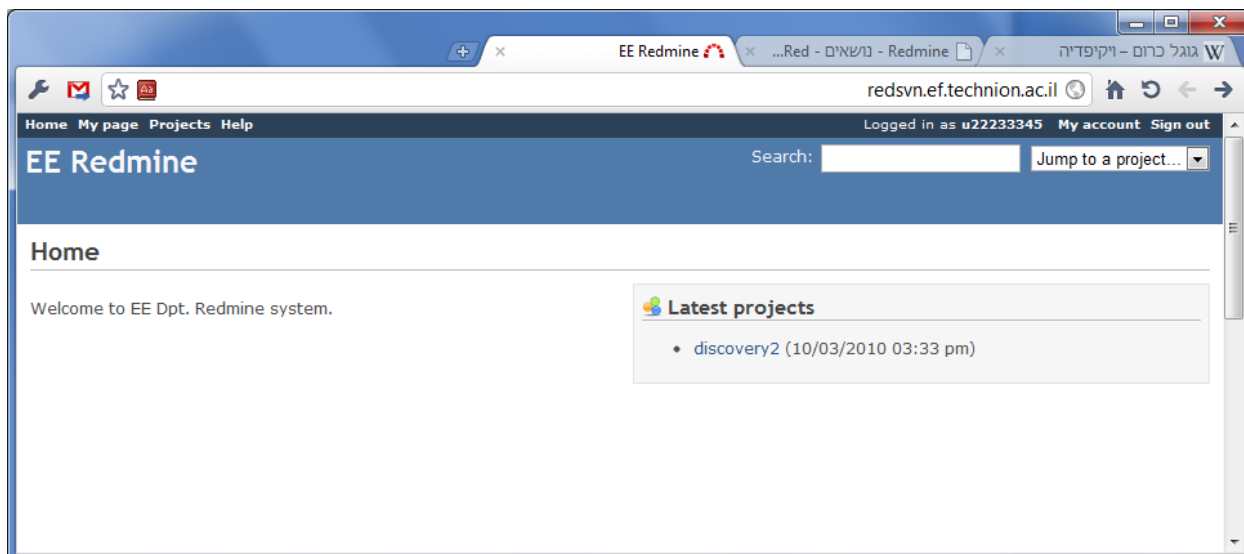 גוגל כרום – ויקיפדיה
Redmine - נושאים - Red...
EE Redmine
redsvn.ef.technion.ac.il
Home My page Projects Help
Logged in as u22233345 My account Sign out
EE Redmine
Search:
Jump to a project...
Home
Welcome to EE Dpt. Redmine system.
Latest projects
• discovery2 (10/03/2010 03:33 pm)